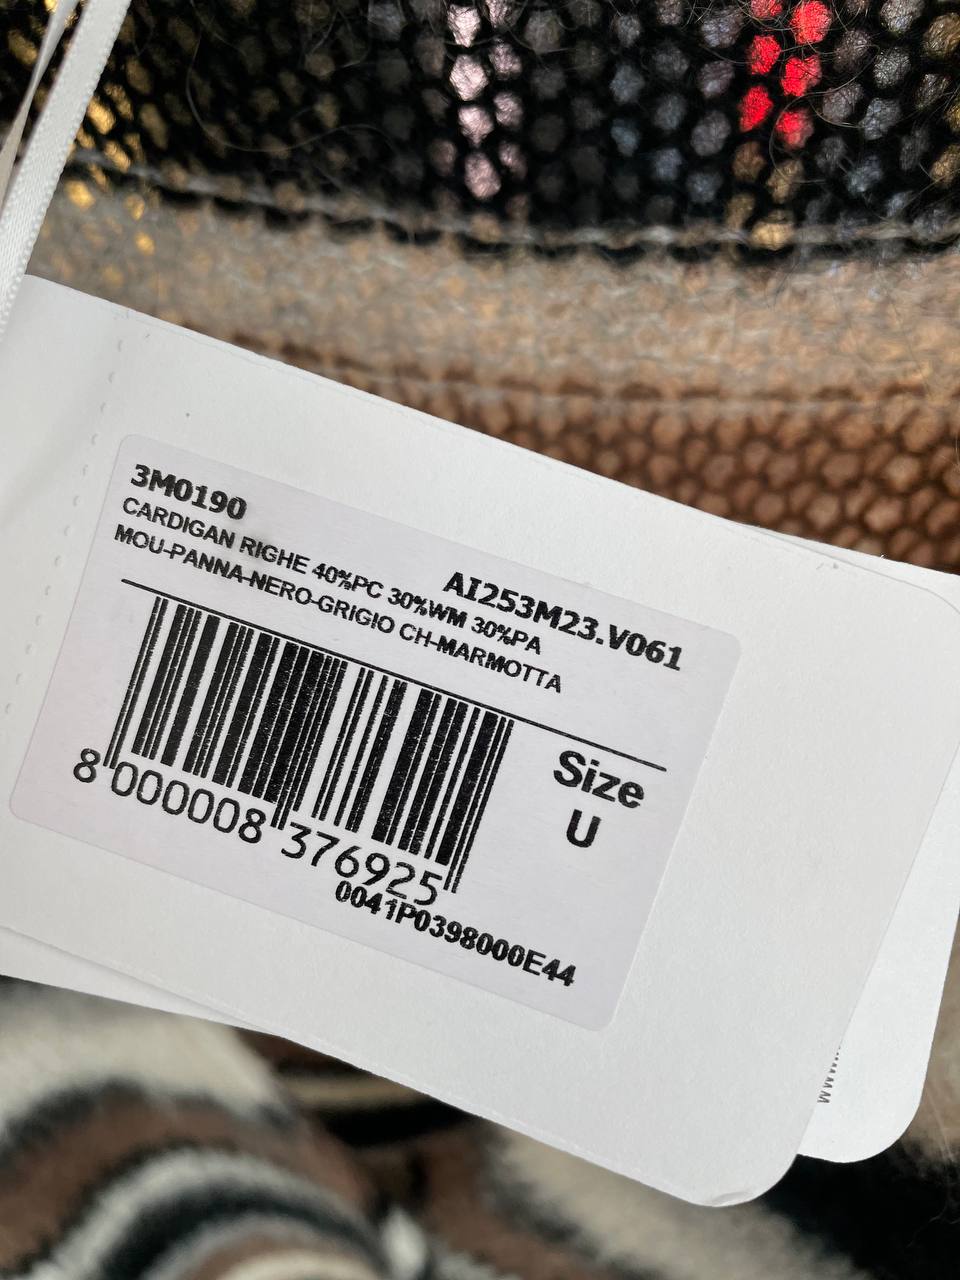 3M0190
AI253M23.V061
CARDIGAN RIGHE 40%PC 30%WM 30%PA
MOU-PANNA-NERO-GRIGIO CH-MARMOTTA
Size
U
8 000008 376925
0041P0398000E44